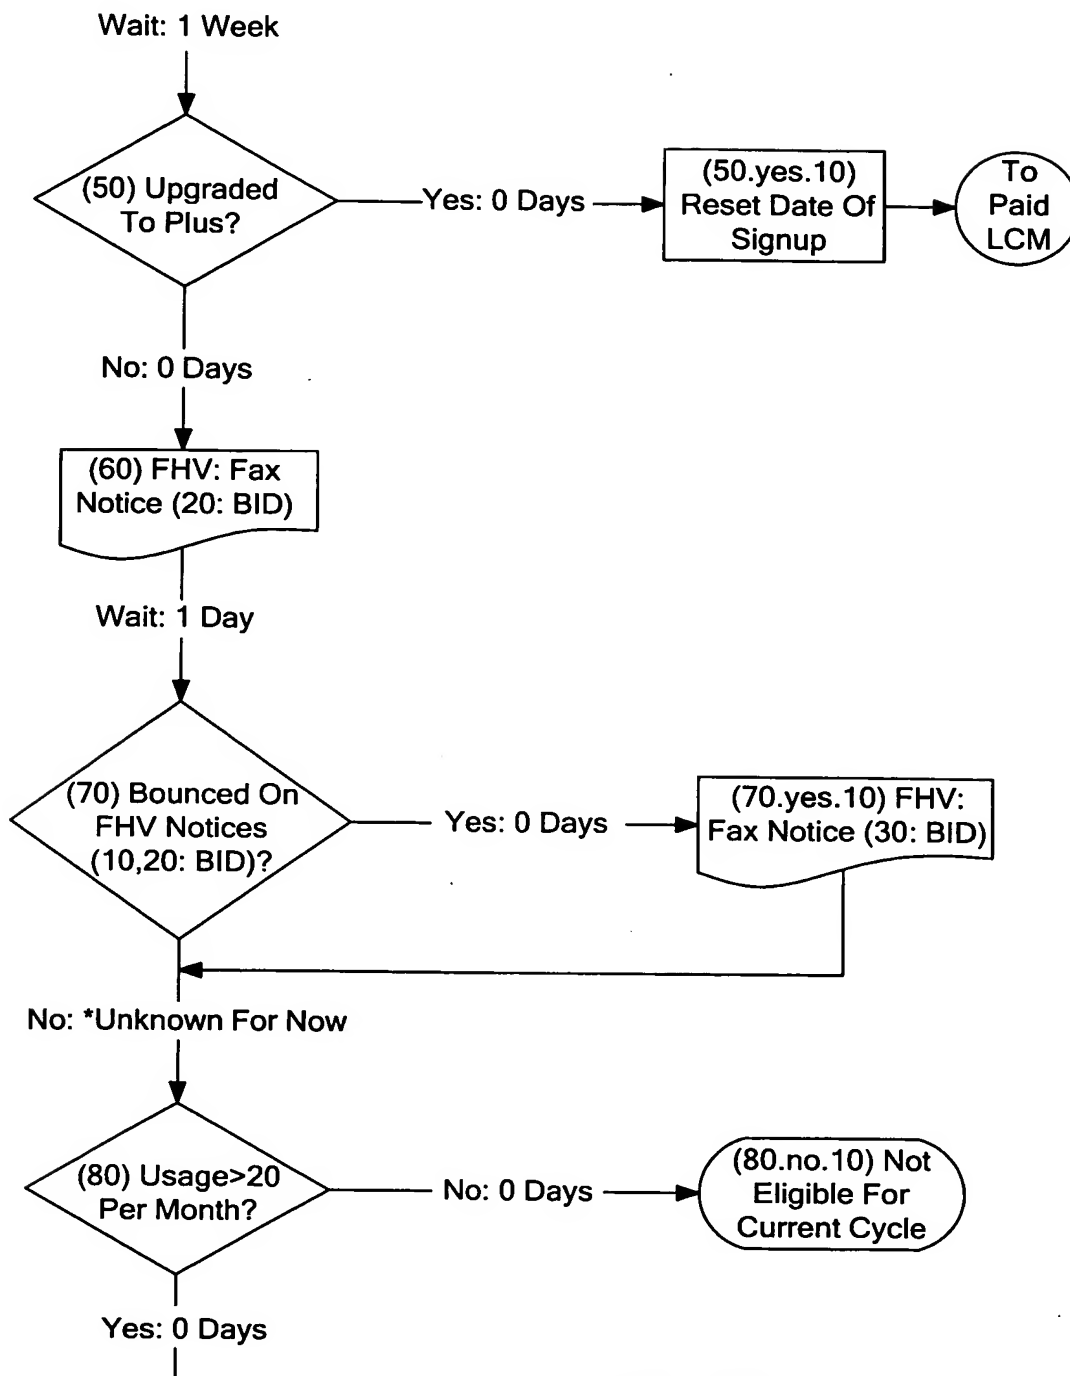 Wait: 1 Week
(50) Upgraded
To Plus?
Yes: 0 Days
(50.yes.10)
Reset Date Of
Signup
To
Paid
LCM
No: 0 Days
(60) FHV: Fax
Notice (20: BID)
Wait: 1 Day
(70) Bounced On
FHV Notices
(10,20: BID)?
Yes: 0 Days
(70.yes.10) FHV:
Fax Notice (30: BID)
No: *Unknown For Now
(80) Usage>20
Per Month?
No: 0 Days
(80.no.10) Not
Eligible For
Current Cycle
Yes: 0 Days